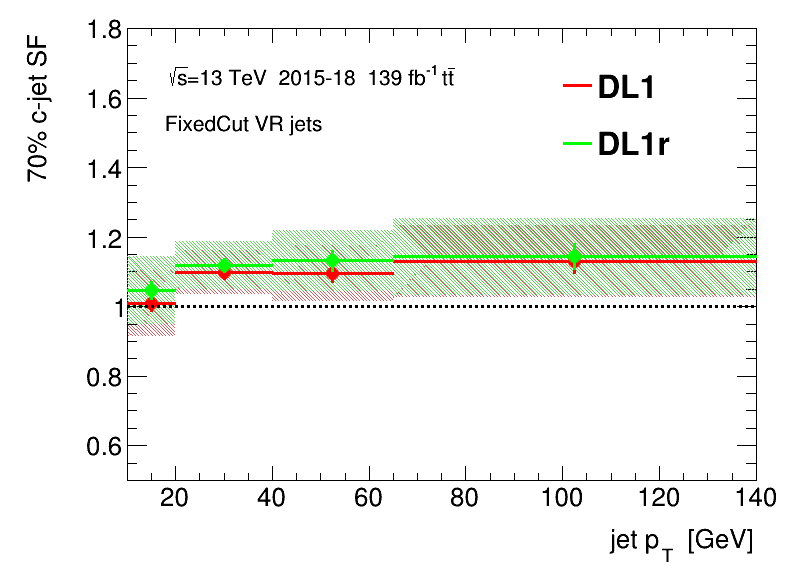 70% c-jet SF
1.8
1.6
1.4
1.2
1
0.8
0.6
√s=13 TeV 2015-18 139 fb⁻¹ tt̄
FixedCut VR jets
DL1
DL1r
20 40 60 80 100 120 140
jet p_T [GeV]